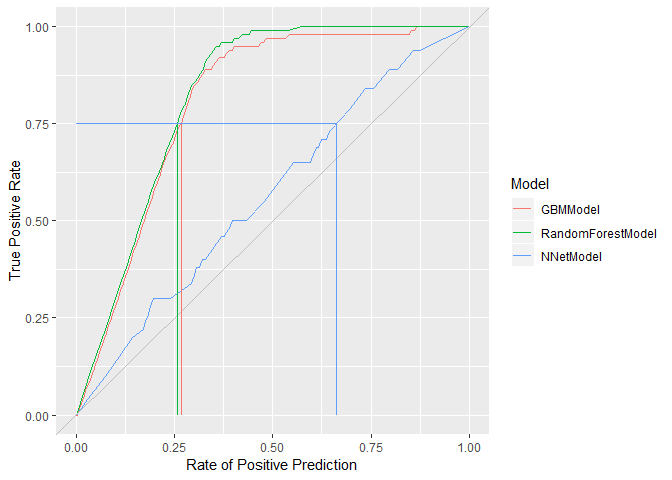 1.00
0.75
0.50
0.25
0.00
True Positive Rate
0.00 0.25 0.50 0.75 1.00
Rate of Positive Prediction
Model
GBMModel
RandomForestModel
NNetModel